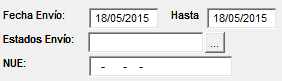 Fecha Envío: 18/05/2015 Hasta 18/05/2015
Estados Envío: ...
NUE: - - -